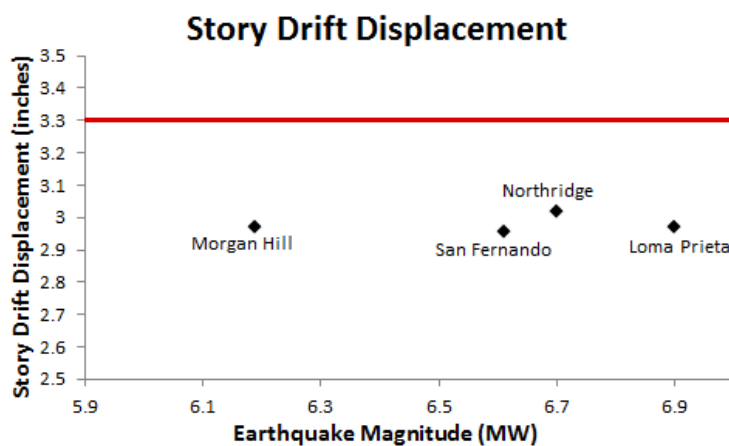 Story Drift Displacement
Story Drift Displacement (inches)
3.5
3.4
3.3
3.2
3.1
3
2.9
2.8
2.7
2.6
2.5
Northridge
Morgan Hill
San Fernando
Loma Prieta
5.9 6.1 6.3 6.5 6.7 6.9
Earthquake Magnitude (MW)